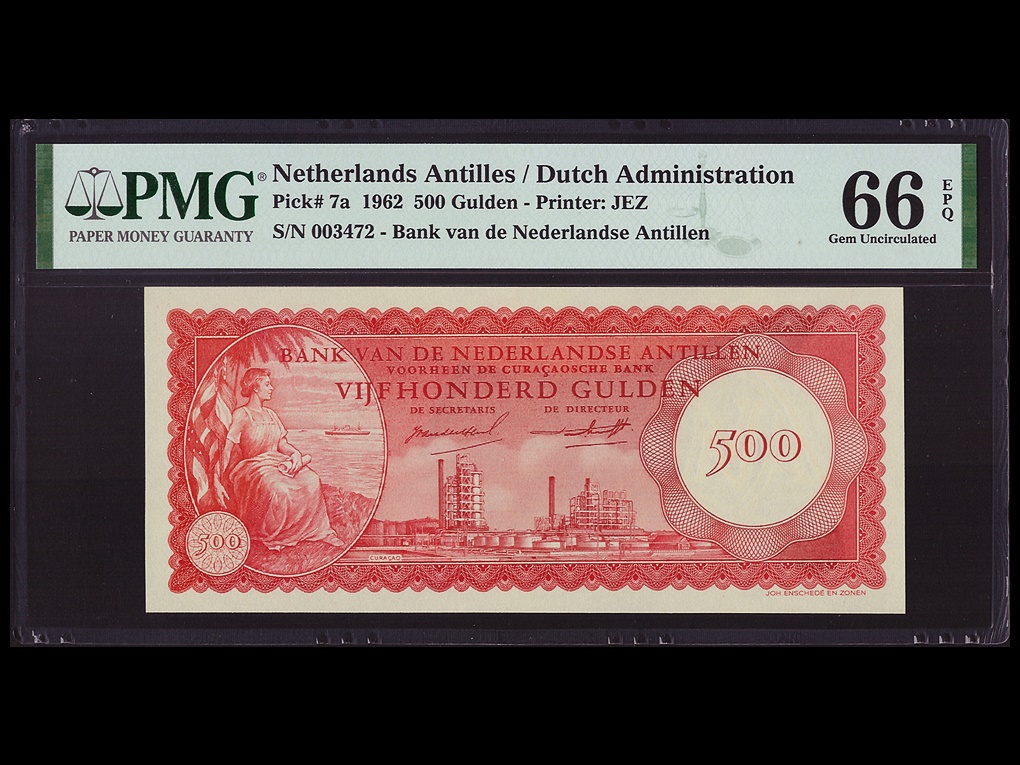 PMG®
PAPER MONEY GUARANTY
Netherlands Antilles / Dutch Administration
Pick# 7a 1962 500 Gulden - Printer: JEZ
S/N 003472 - Bank van de Nederlandse Antillen
66
EPQ
Gem Uncirculated
BANK VAN DE NEDERLANDSE ANTILLEN
VOORHEEN DE CURAÇAOSCHE BANK
VIJFHONDERD GULDEN
DE SECRETARIS DE DIRECTEUR
500
500
CURAÇAO
JOH ENSCHEDÉ EN ZONEN